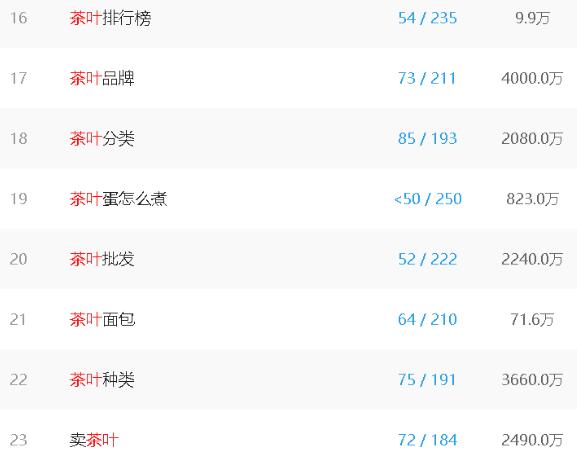 16 茶叶排行榜 54 / 235 9.9万
17 茶叶品牌 73 / 211 4000.0万
18 茶叶分类 85 / 193 2080.0万
19 茶叶蛋怎么煮 <50 / 250 823.0万
20 茶叶批发 52 / 222 2240.0万
21 茶叶面包 64 / 210 71.6万
22 茶叶种类 75 / 191 3660.0万
23 卖茶叶 72 / 184 2490.0万